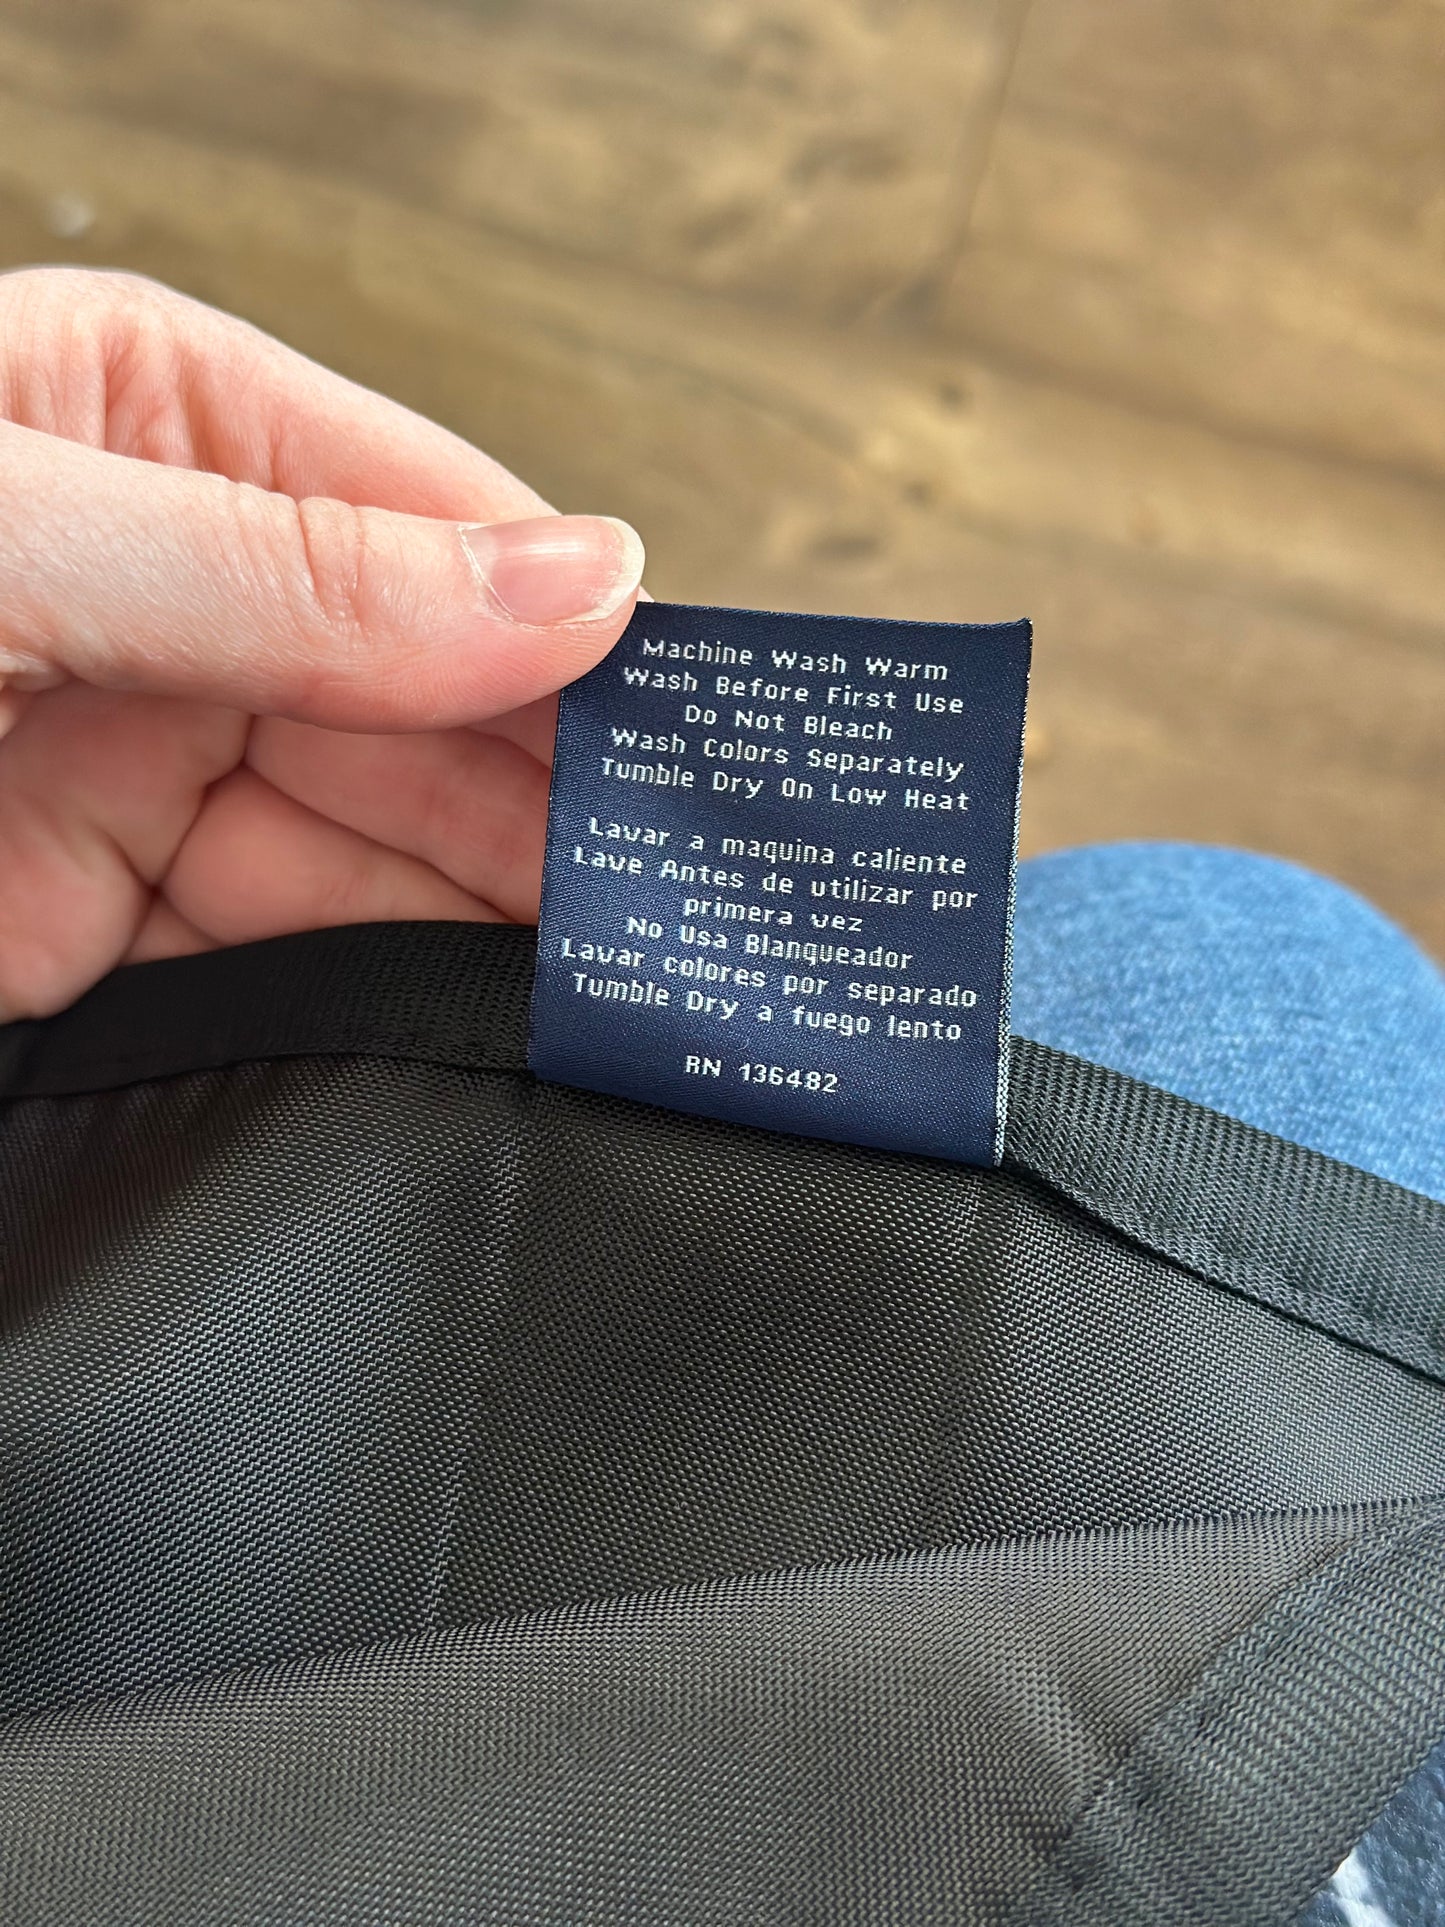 Machine Wash Warm
Wash Before First Use
Do Not Bleach
Wash Colors Separately
Tumble Dry On Low Heat
Lavar a maquina caliente
Lave Antes de utilizar por
primera vez
No Usa Blanqueador
Lavar colores por separado
Tumble Dry a fuego lento
RN 136482